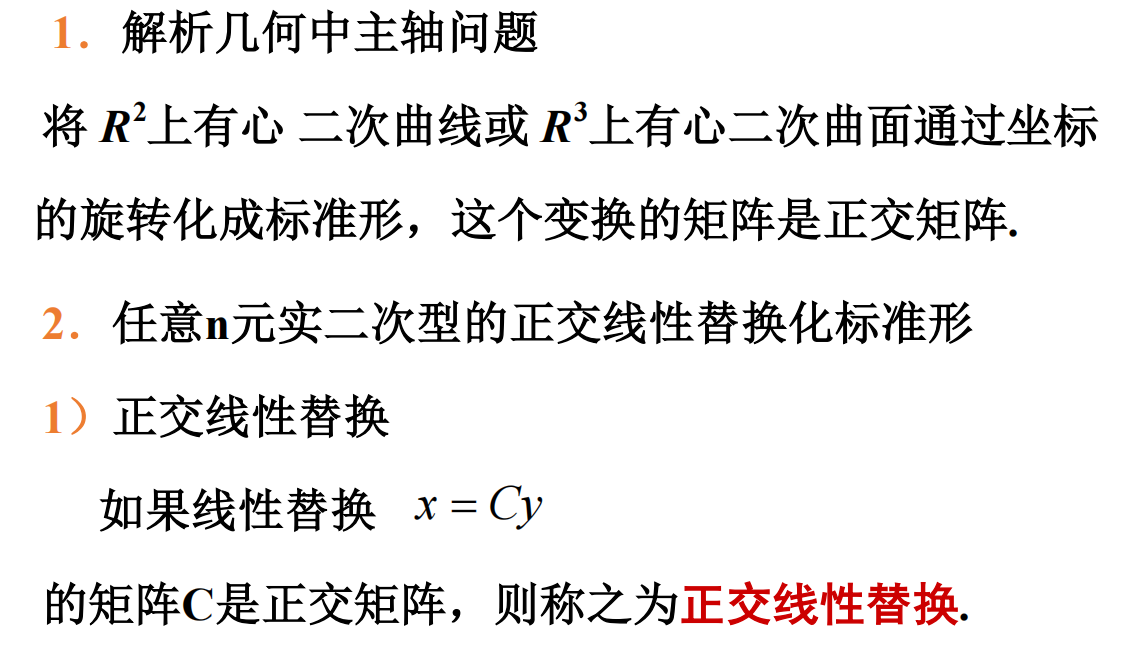 1. 解析几何中主轴问题
将 R²上有心 二次曲线或 R³上有心二次曲面通过坐标
的旋转化成标准形，这个变换的矩阵是正交矩阵.
2. 任意n元实二次型的正交线性替换化标准形
1）正交线性替换
如果线性替换 x = Cy
的矩阵C是正交矩阵，则称之为正交线性替换.